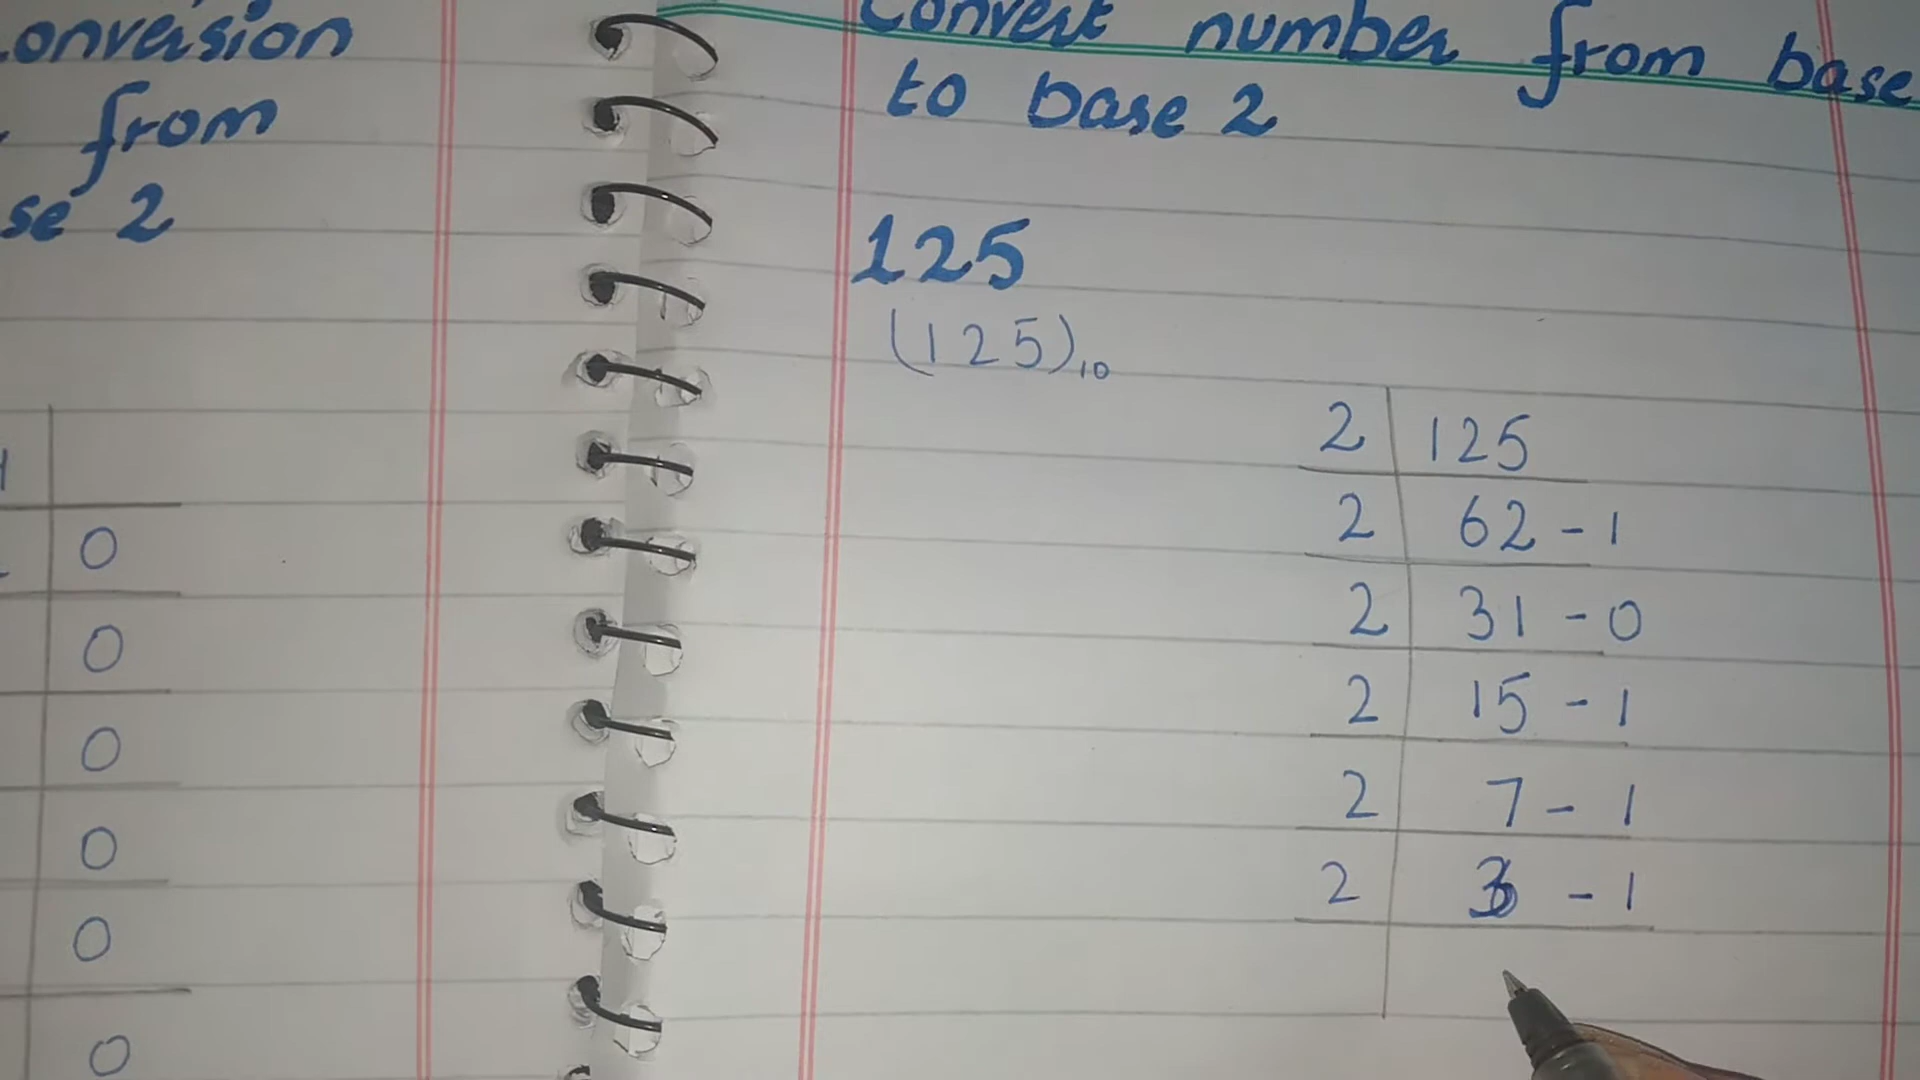 onversion
from
se 2
0
0
0
0
0
0
Convert number from base
to base 2
125
(125)10
2 125
2 62 - 1
2 31 - 0
2 15 - 1
2 7 - 1
2 3 - 1